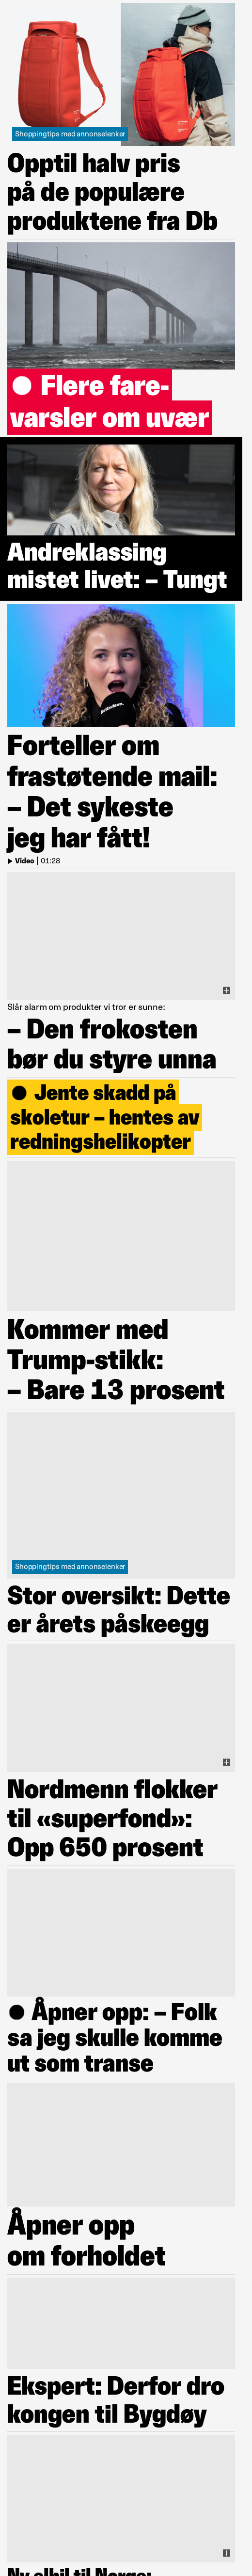 Shoppingtips med annonselenker
Opptil halv pris
på de populære
produktene fra Db
● Flere fare-
varsler om uvær
Andreklassing
mistet livet: – Tungt
Forteller om
frastøtende mail:
– Det sykeste
jeg har fått!
Video | 01:28
Slår alarm om produkter vi tror er sunne:
– Den frokosten
bør du styre unna
● Jente skadd på
skoletur – hentes av
redningshelikopter
Kommer med
Trump-stikk:
– Bare 13 prosent
Shoppingtips med annonselenker
Stor oversikt: Dette
er årets påskeegg
Nordmenn flokker
til «superfond»:
Opp 650 prosent
● Åpner opp: – Folk
sa jeg skulle komme
ut som transe
Åpner opp
om forholdet
Ekspert: Derfor dro
kongen til Bygdøy
Ny elbil til Norge: